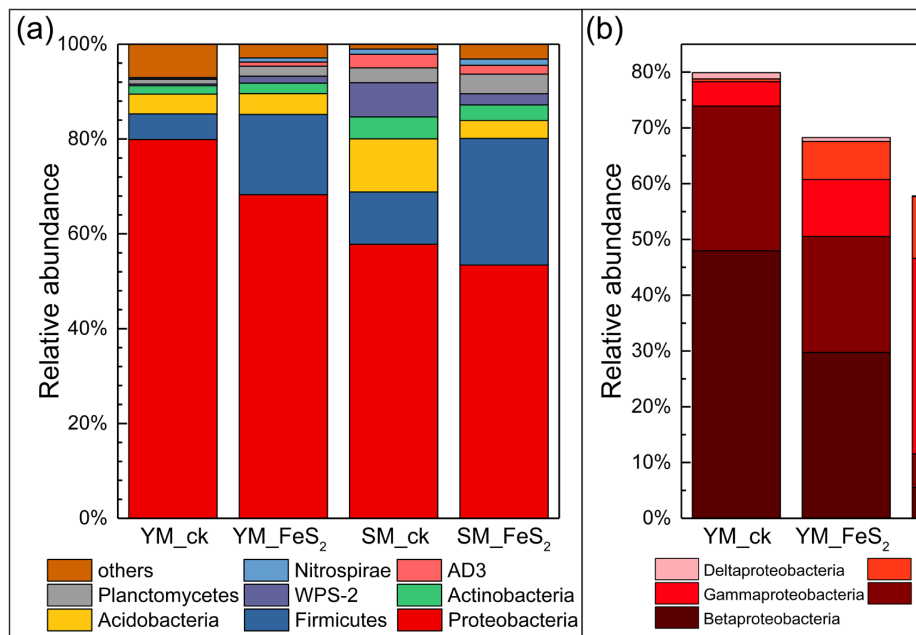 (a)
100%
80%
60%
40%
20%
0%
Relative abundance
YM_ck YM_FeS₂ SM_ck SM_FeS₂
others Nitrospirae AD3
Planctomycetes WPS-2 Actinobacteria
Acidobacteria Firmicutes Proteobacteria
(b)
80%
70%
60%
50%
40%
30%
20%
10%
0%
Relative abundance
YM_ck YM_FeS₂
Deltaproteobacteria
Gammaproteobacteria
Betaproteobacteria